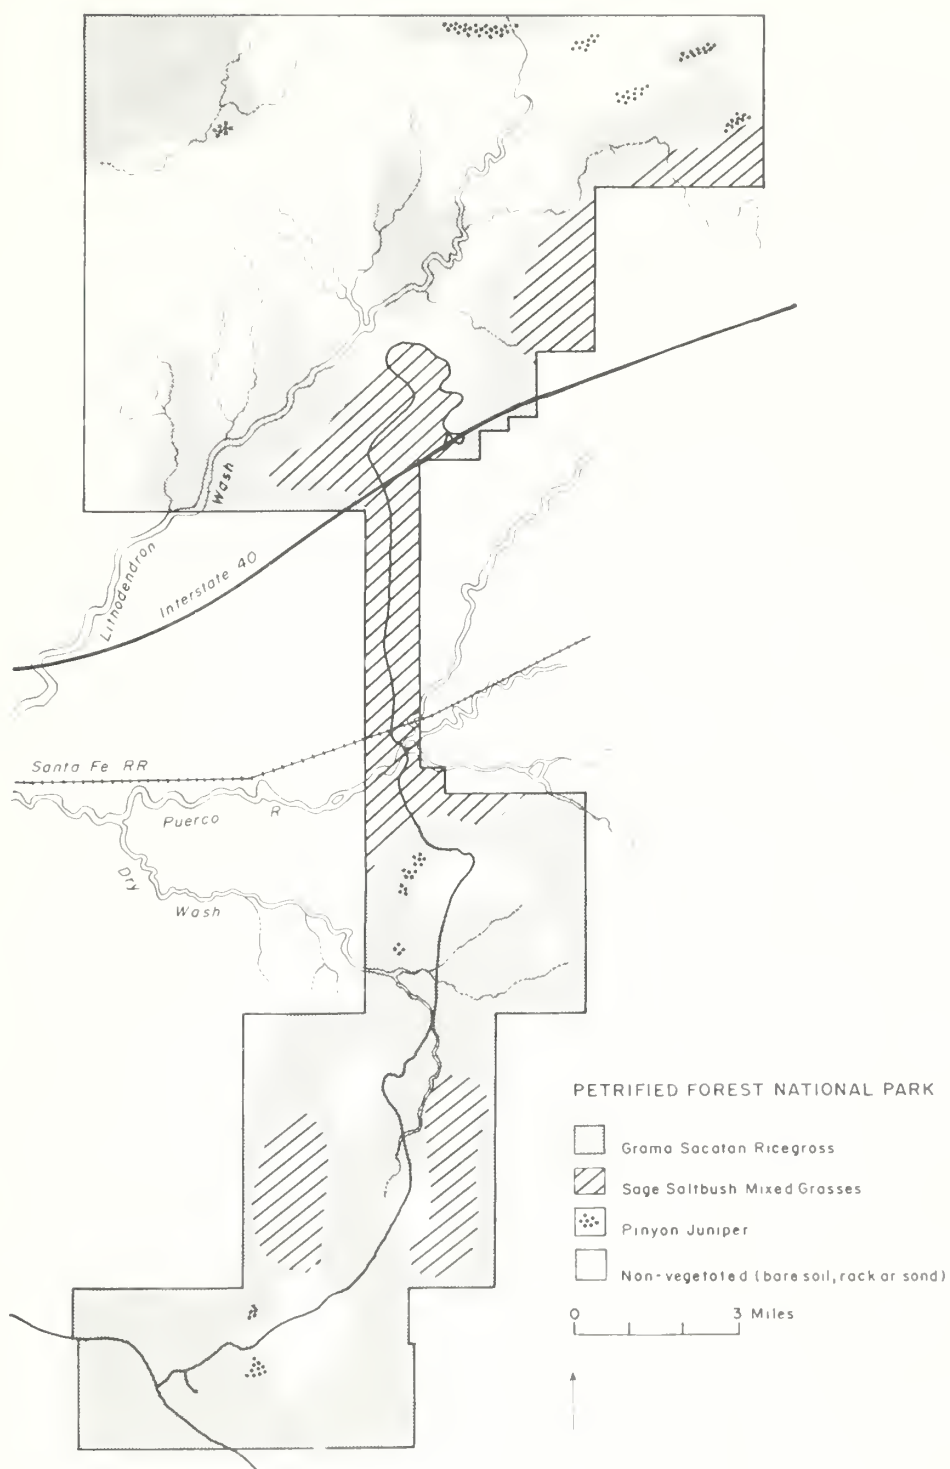 Wash
Lithodendron
Interstate 40
Santa Fe RR
Puerco R
Dry
Wash
PETRIFIED FOREST NATIONAL PARK
Grama Sacatan Ricegrass
Sage Saltbush Mixed Grasses
Pinyon Juniper
Non-vegetated (bare soil, rock or sand)
0 3 Miles